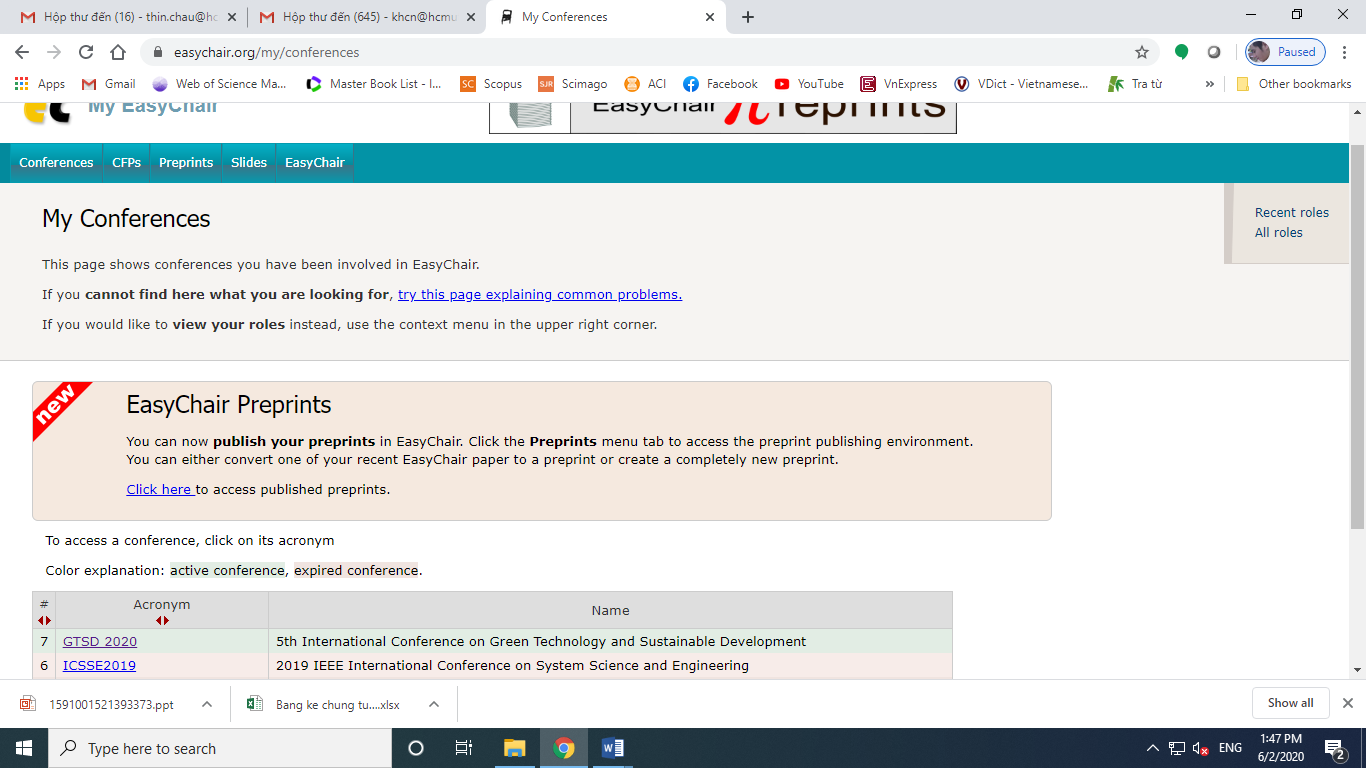 Hộp thư đến (16) - thin.chau@hc
Hộp thư đến (645) - khcn@hcmu
My Conferences
easychair.org/my/conferences
Paused
Apps
Gmail
Web of Science Ma...
Master Book List - I...
SC Scopus
SJR Scimago
ACI
Facebook
YouTube
VnExpress
VDict - Vietnamese...
Tra từ
»
Other bookmarks
My EasyChair
EasyChair πreprints
Conferences
CFPs
Preprints
Slides
EasyChair
My Conferences
Recent roles
All roles
This page shows conferences you have been involved in EasyChair.
If you cannot find here what you are looking for, try this page explaining common problems.
If you would like to view your roles instead, use the context menu in the upper right corner.
new
EasyChair Preprints
You can now publish your preprints in EasyChair. Click the Preprints menu tab to access the preprint publishing environment.
You can either convert one of your recent EasyChair paper to a preprint or create a completely new preprint.
Click here to access published preprints.
To access a conference, click on its acronym
Color explanation: active conference, expired conference.
# Acronym Name
7 GTSD 2020 5th International Conference on Green Technology and Sustainable Development
6 ICSSE2019 2019 IEEE International Conference on System Science and Engineering
1591001521393373.ppt
Bang ke chung tu....xlsx
Show all
Type here to search
ENG
1:47 PM
6/2/2020
2